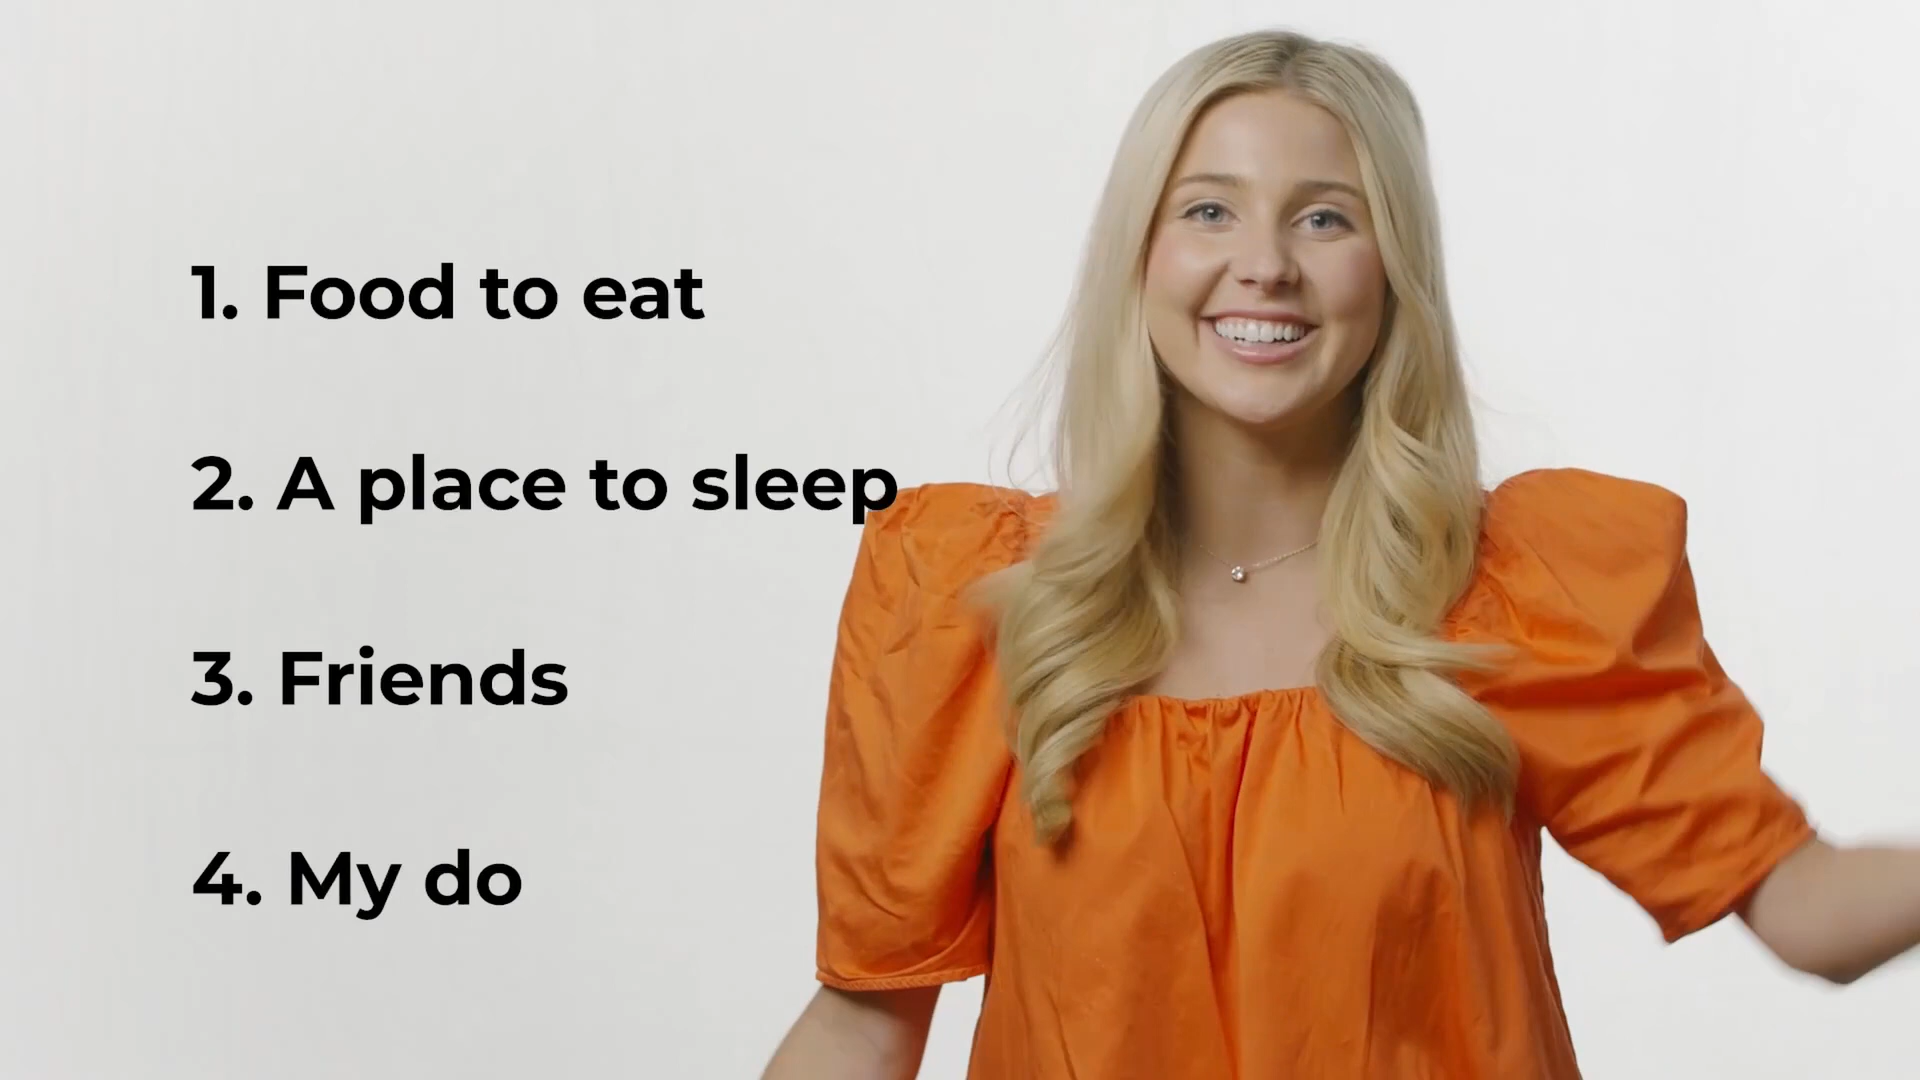 1. Food to eat
2. A place to sleep
3. Friends
4. My do